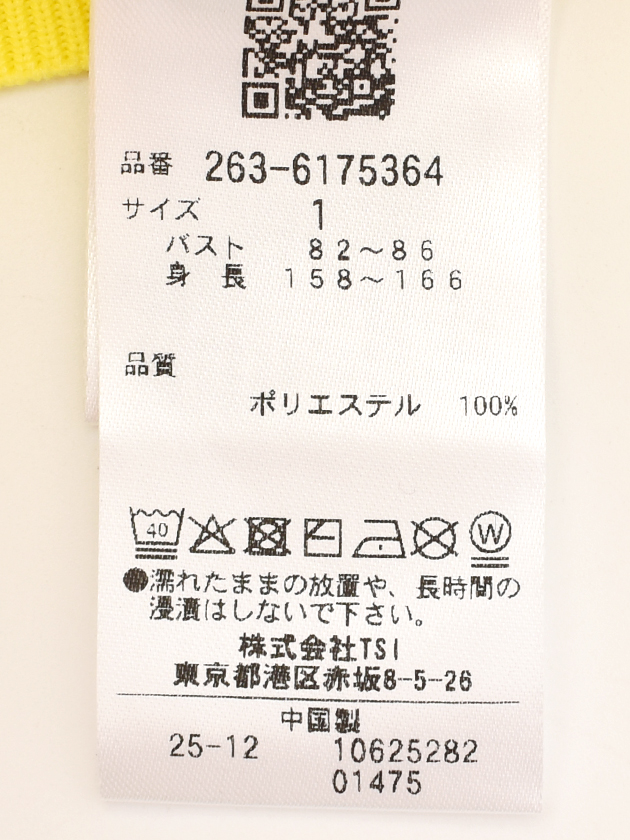 品番 263-6175364
サイズ 1
バスト 82～86
身長 158～166
品質
ポリエステル 100%
40 W
●濡れたままの放置や、長時間の
浸漬はしないで下さい。
株式会社TSI
東京都港区赤坂8-5-26
中国製
25-12 10625282
01475